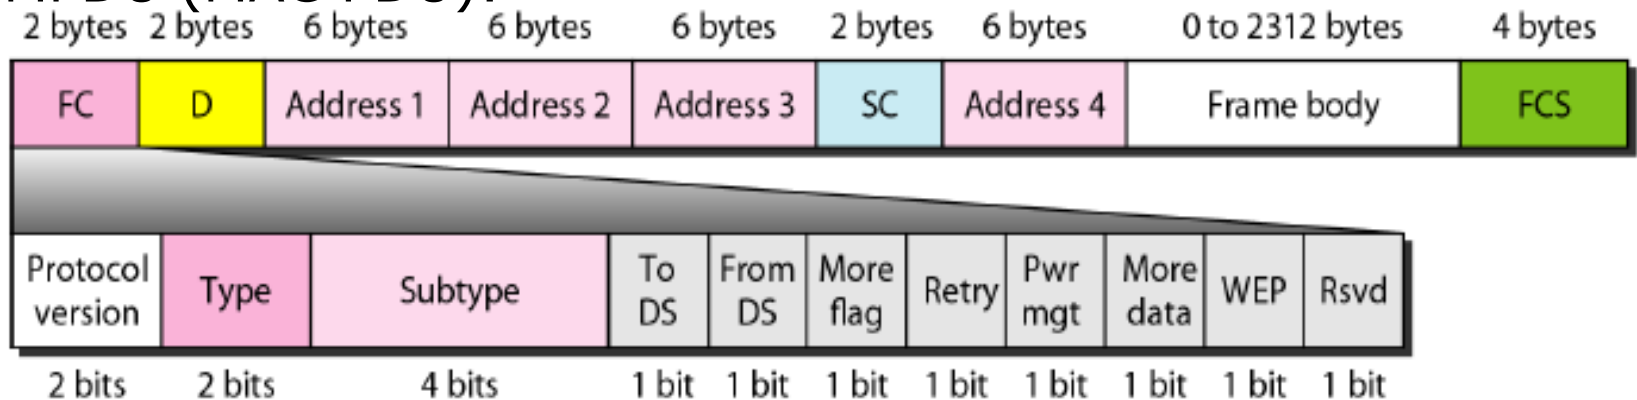 2 bytes 2 bytes 6 bytes 6 bytes 6 bytes 2 bytes 6 bytes 0 to 2312 bytes 4 bytes
FC D Address 1 Address 2 Address 3 SC Address 4 Frame body FCS
Protocol version Type Subtype To DS From DS More flag Retry Pwr mgt More data WEP Rsvd
2 bits 2 bits 4 bits 1 bit 1 bit 1 bit 1 bit 1 bit 1 bit 1 bit 1 bit